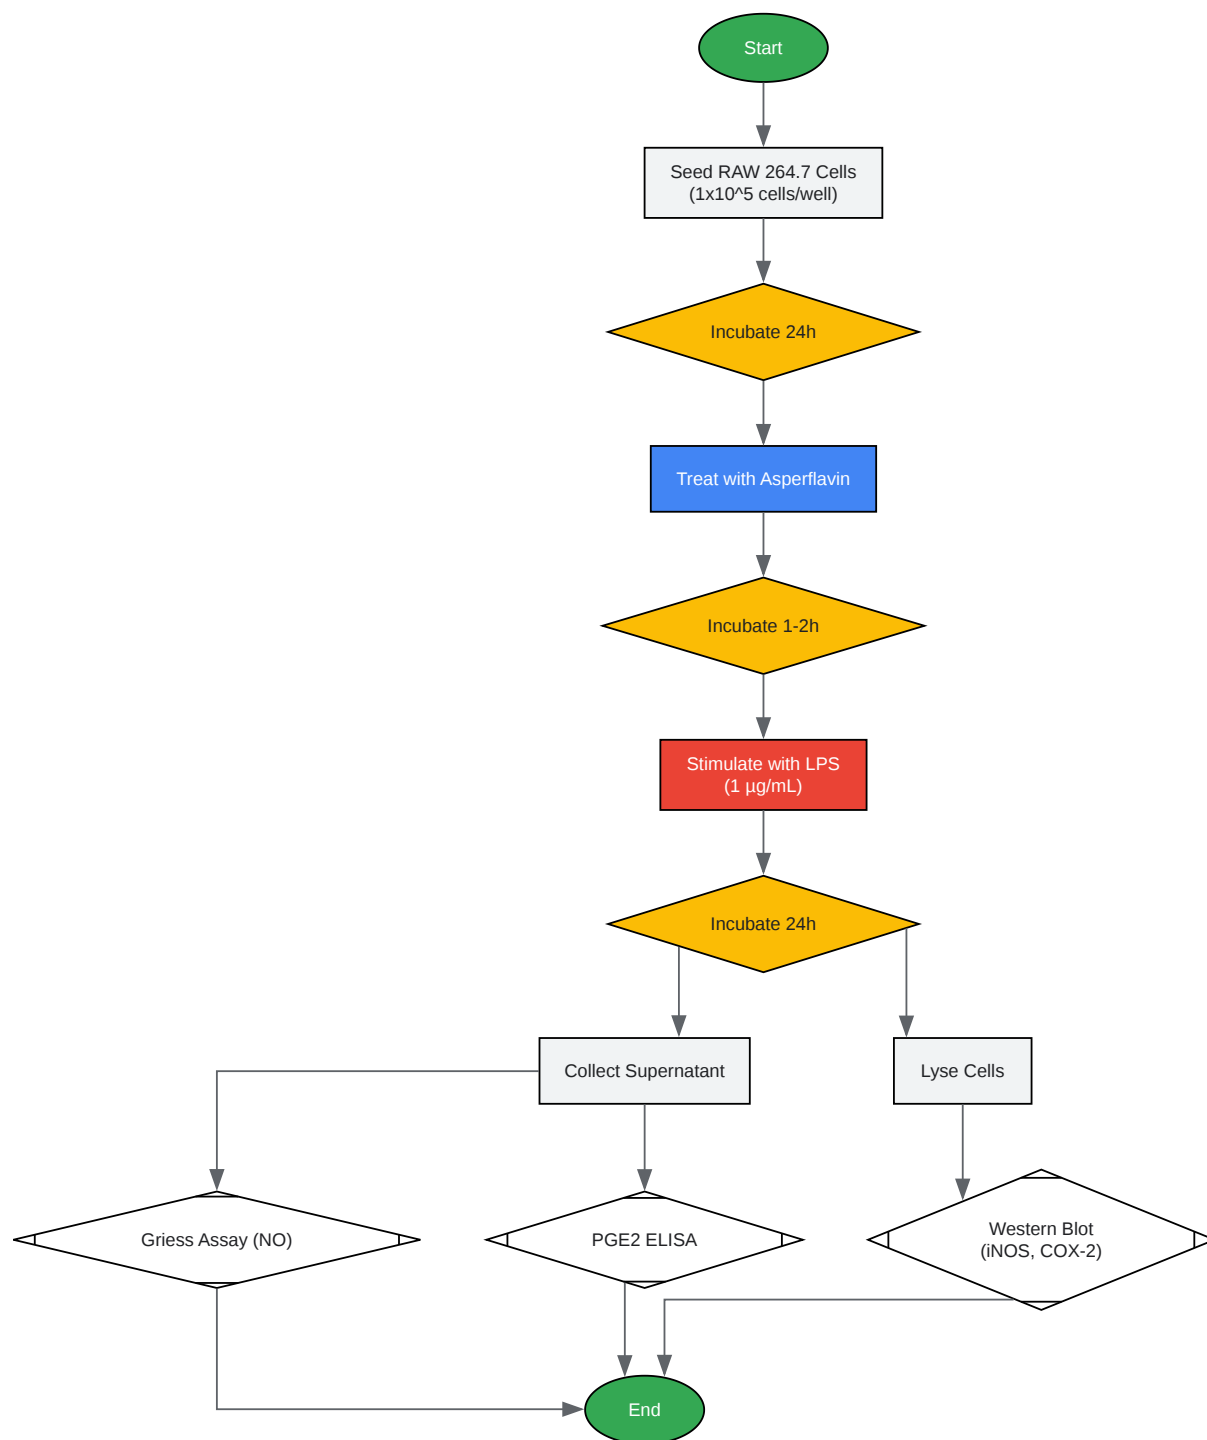 Start
Seed RAW 264.7 Cells
(1x10^5 cells/well)
Incubate 24h
Treat with Asperflavin
Incubate 1-2h
Stimulate with LPS
(1 µg/mL)
Incubate 24h
Collect Supernatant
Lyse Cells
Griess Assay (NO)
PGE2 ELISA
Western Blot
(iNOS, COX-2)
End